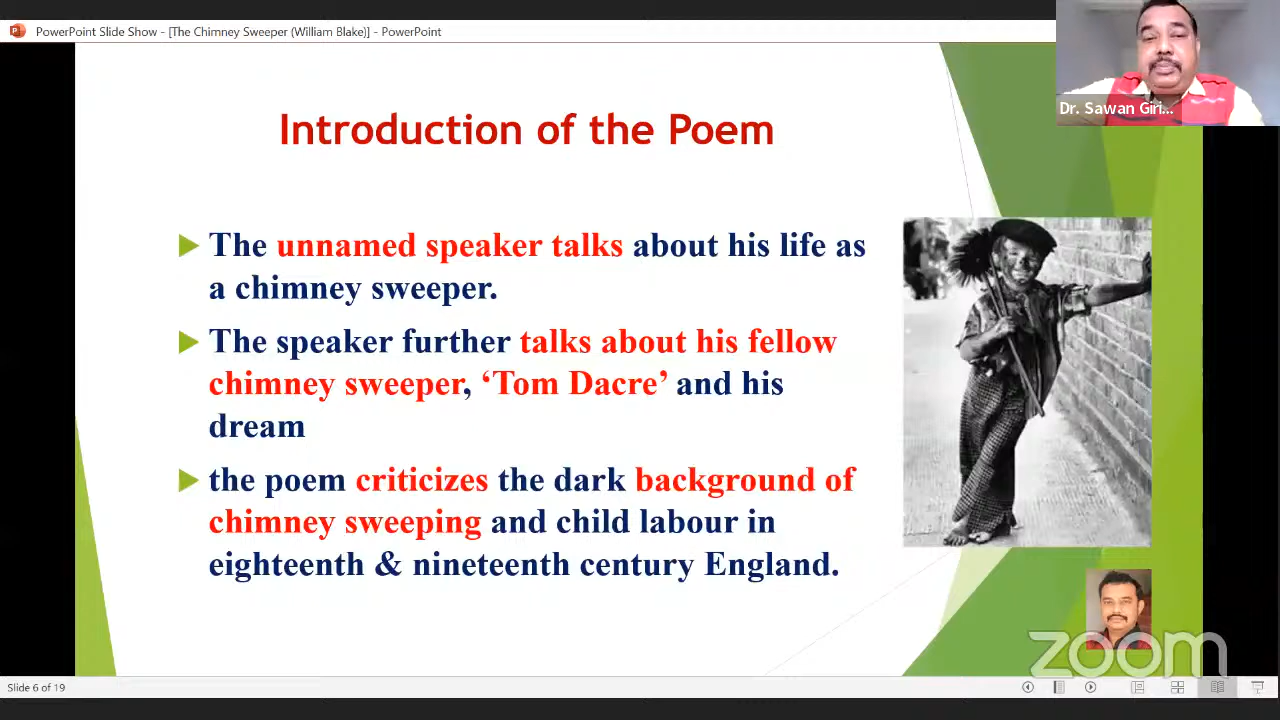 PowerPoint Slide Show - [The Chimney Sweeper (William Blake)] - PowerPoint
Dr. Sawan Giri...
Introduction of the Poem
The unnamed speaker talks about his life as
a chimney sweeper.
The speaker further talks about his fellow
chimney sweeper, ‘Tom Dacre’ and his
dream
the poem criticizes the dark background of
chimney sweeping and child labour in
eighteenth & nineteenth century England.
zoom
Slide 6 of 19